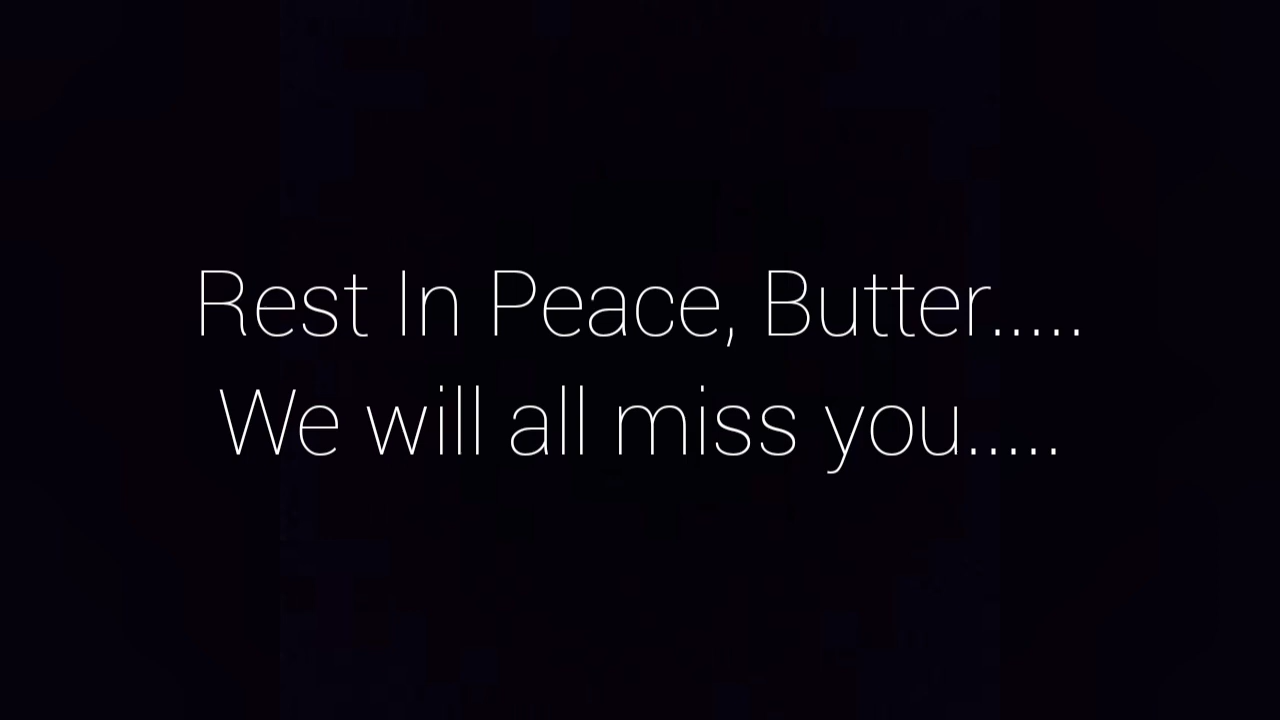 Rest In Peace, Butter.....
We will all miss you.....